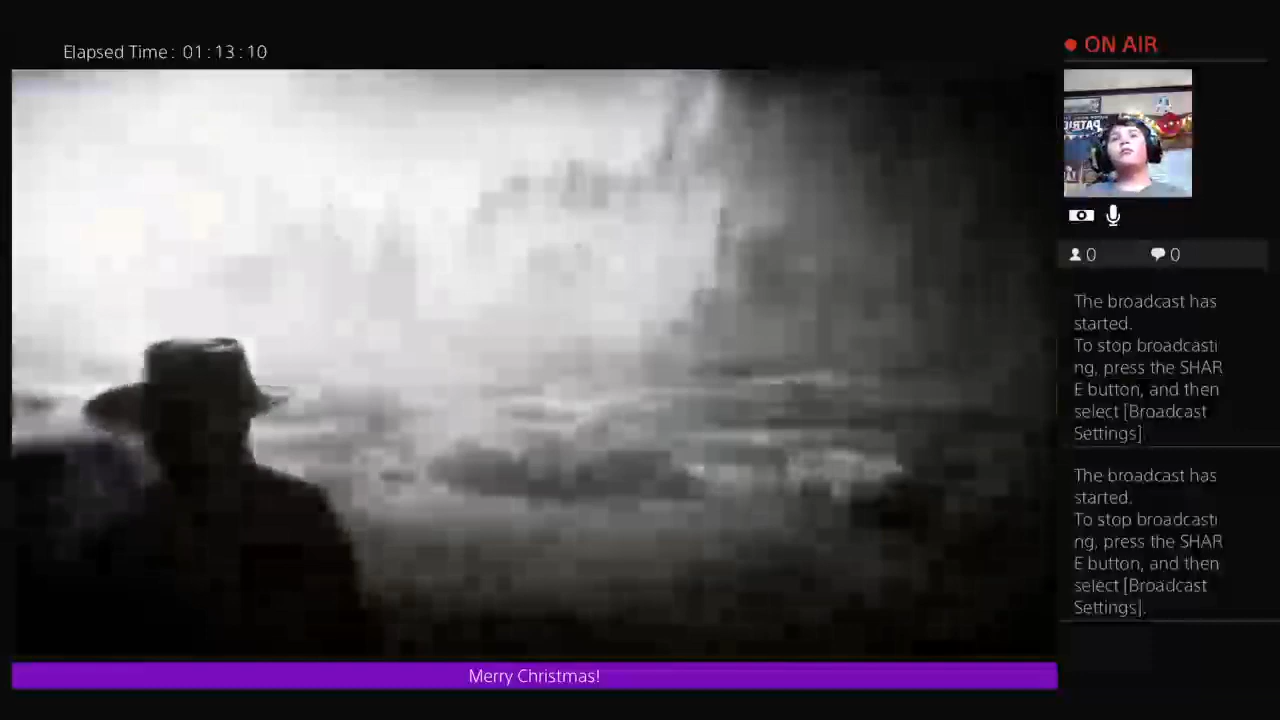 Elapsed Time: 01:13:10
ON AIR
PATRI
0
0
The broadcast has
started.
To stop broadcasti
ng, press the SHAR
E button, and then
select [Broadcast
Settings].
The broadcast has
started.
To stop broadcasti
ng, press the SHAR
E button, and then
select [Broadcast
Settings].
Merry Christmas!